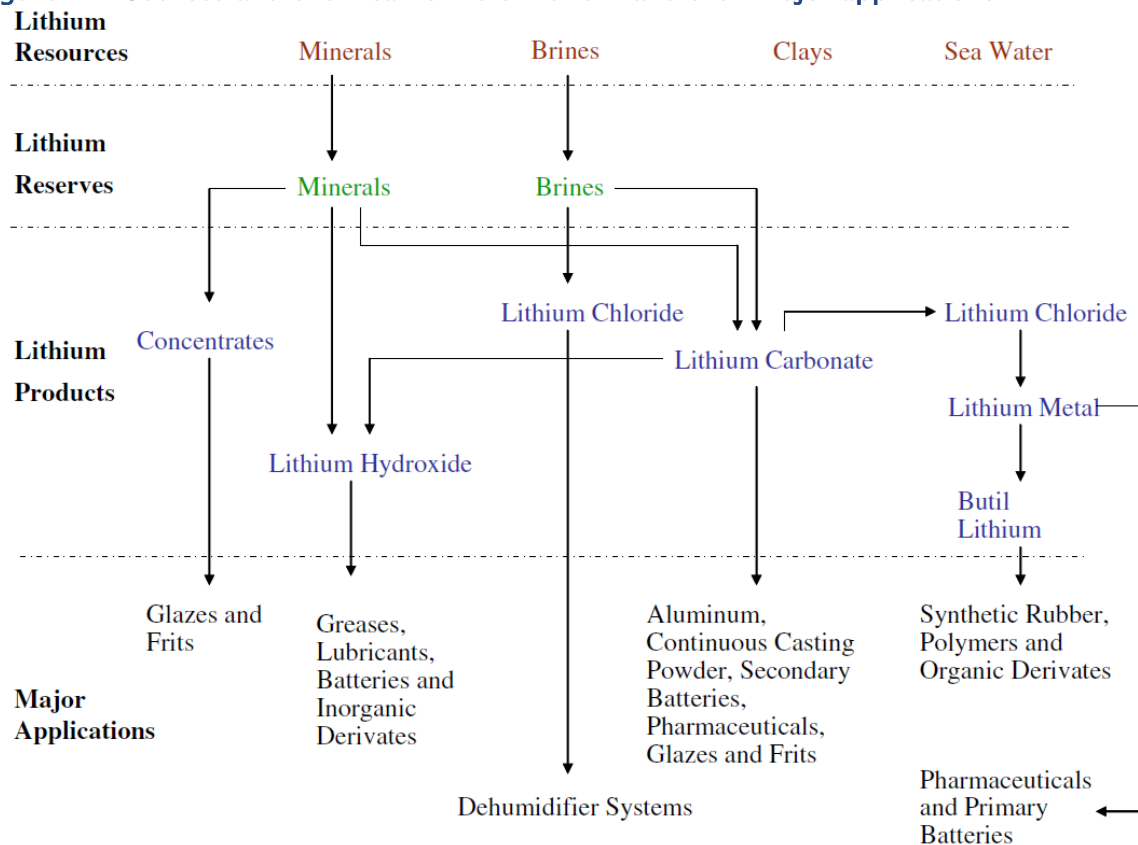 Lithium
Resources
Minerals
Brines
Clays
Sea Water
Lithium
Reserves
Minerals
Brines
Lithium
Products
Concentrates
Lithium Chloride
Lithium Carbonate
Lithium Chloride
Lithium Metal
Lithium Hydroxide
Butil
Lithium
Major
Applications
Glazes and
Frits
Greases,
Lubricants,
Batteries and
Inorganic
Derivates
Dehumidifier Systems
Aluminum,
Continuous Casting
Powder, Secondary
Batteries,
Pharmaceuticals,
Glazes and Frits
Synthetic Rubber,
Polymers and
Organic Derivates
Pharmaceuticals
and Primary
Batteries